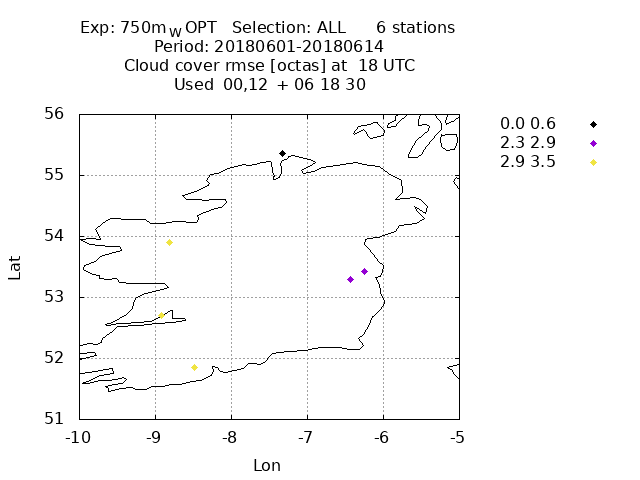 Exp: 750m_W OPT   Selection: ALL      6 stations
Period: 20180601-20180614
Cloud cover rmse [octas] at  18 UTC
Used  00,12  + 06 18 30
0.0 0.6
2.3 2.9
2.9 3.5
56
55
54
53
52
51
Lat
-10
-9
-8
-7
-6
-5
Lon